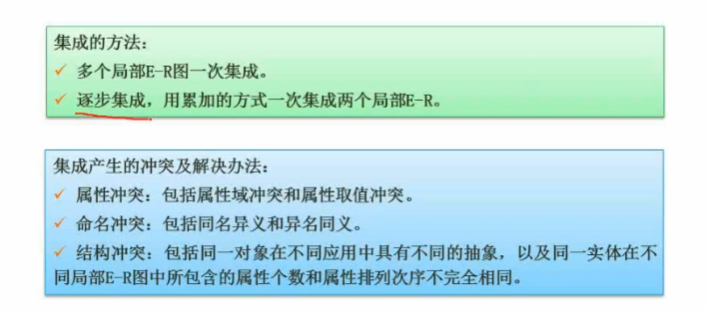 集成的方法：
✓ 多个局部E-R图一次集成。
✓ 逐步集成，用累加的方式一次集成两个局部E-R。
集成产生的冲突及解决办法：
✓ 属性冲突：包括属性域冲突和属性取值冲突。
✓ 命名冲突：包括同名异义和异名同义。
✓ 结构冲突：包括同一对象在不同应用中具有不同的抽象，以及同一实体在不
同局部E-R图中所包含的属性个数和属性排列次序不完全相同。